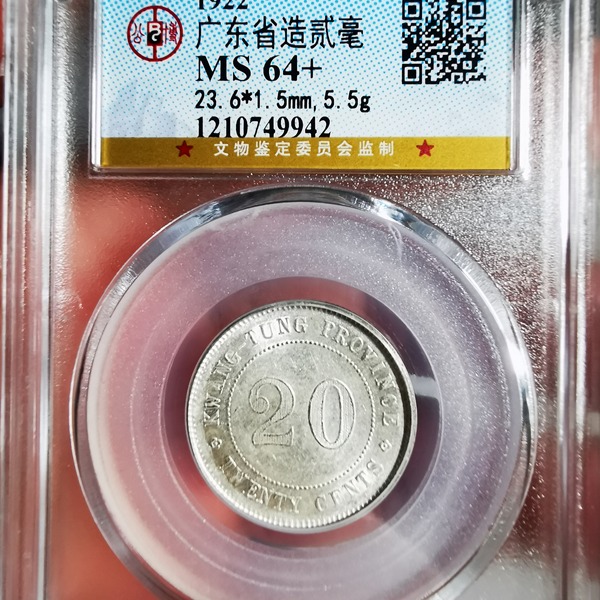 1922
广东省造贰毫
MS 64+
23.6*1.5mm,5.5g
1210749942
★ 文物鉴定委员会监制 ★
KWANG TUNG PROVINCE
20
TWENTY CENTS